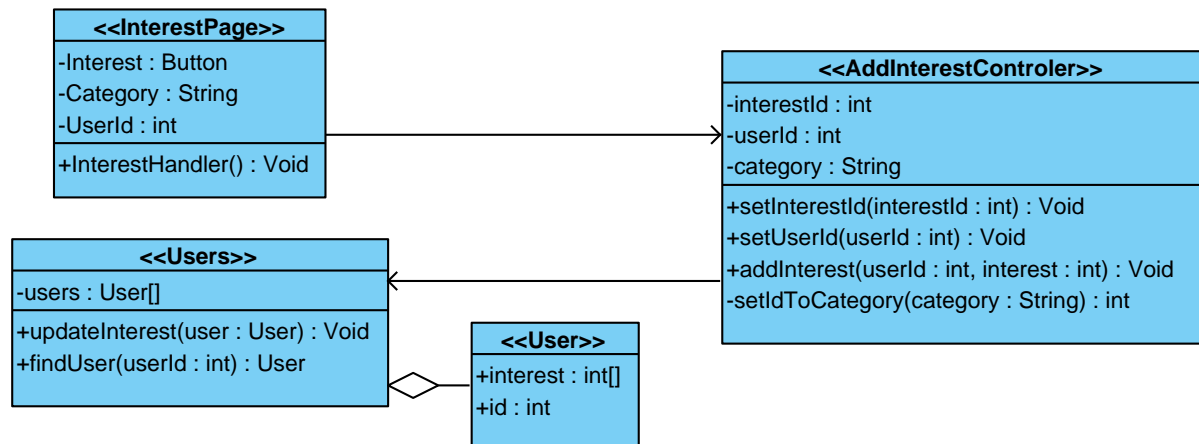 <<InterestPage>>
-Interest : Button
-Category : String
-UserId : int
+InterestHandler() : Void
<<AddInterestControler>>
-interestId : int
-userId : int
-category : String
+setInterestId(interestId : int) : Void
+setUserId(userId : int) : Void
+addInterest(userId : int, interest : int) : Void
-setIdToCategory(category : String) : int
<<Users>>
-users : User[]
+updateInterest(user : User) : Void
+findUser(userId : int) : User
<<User>>
+interest : int[]
+id : int